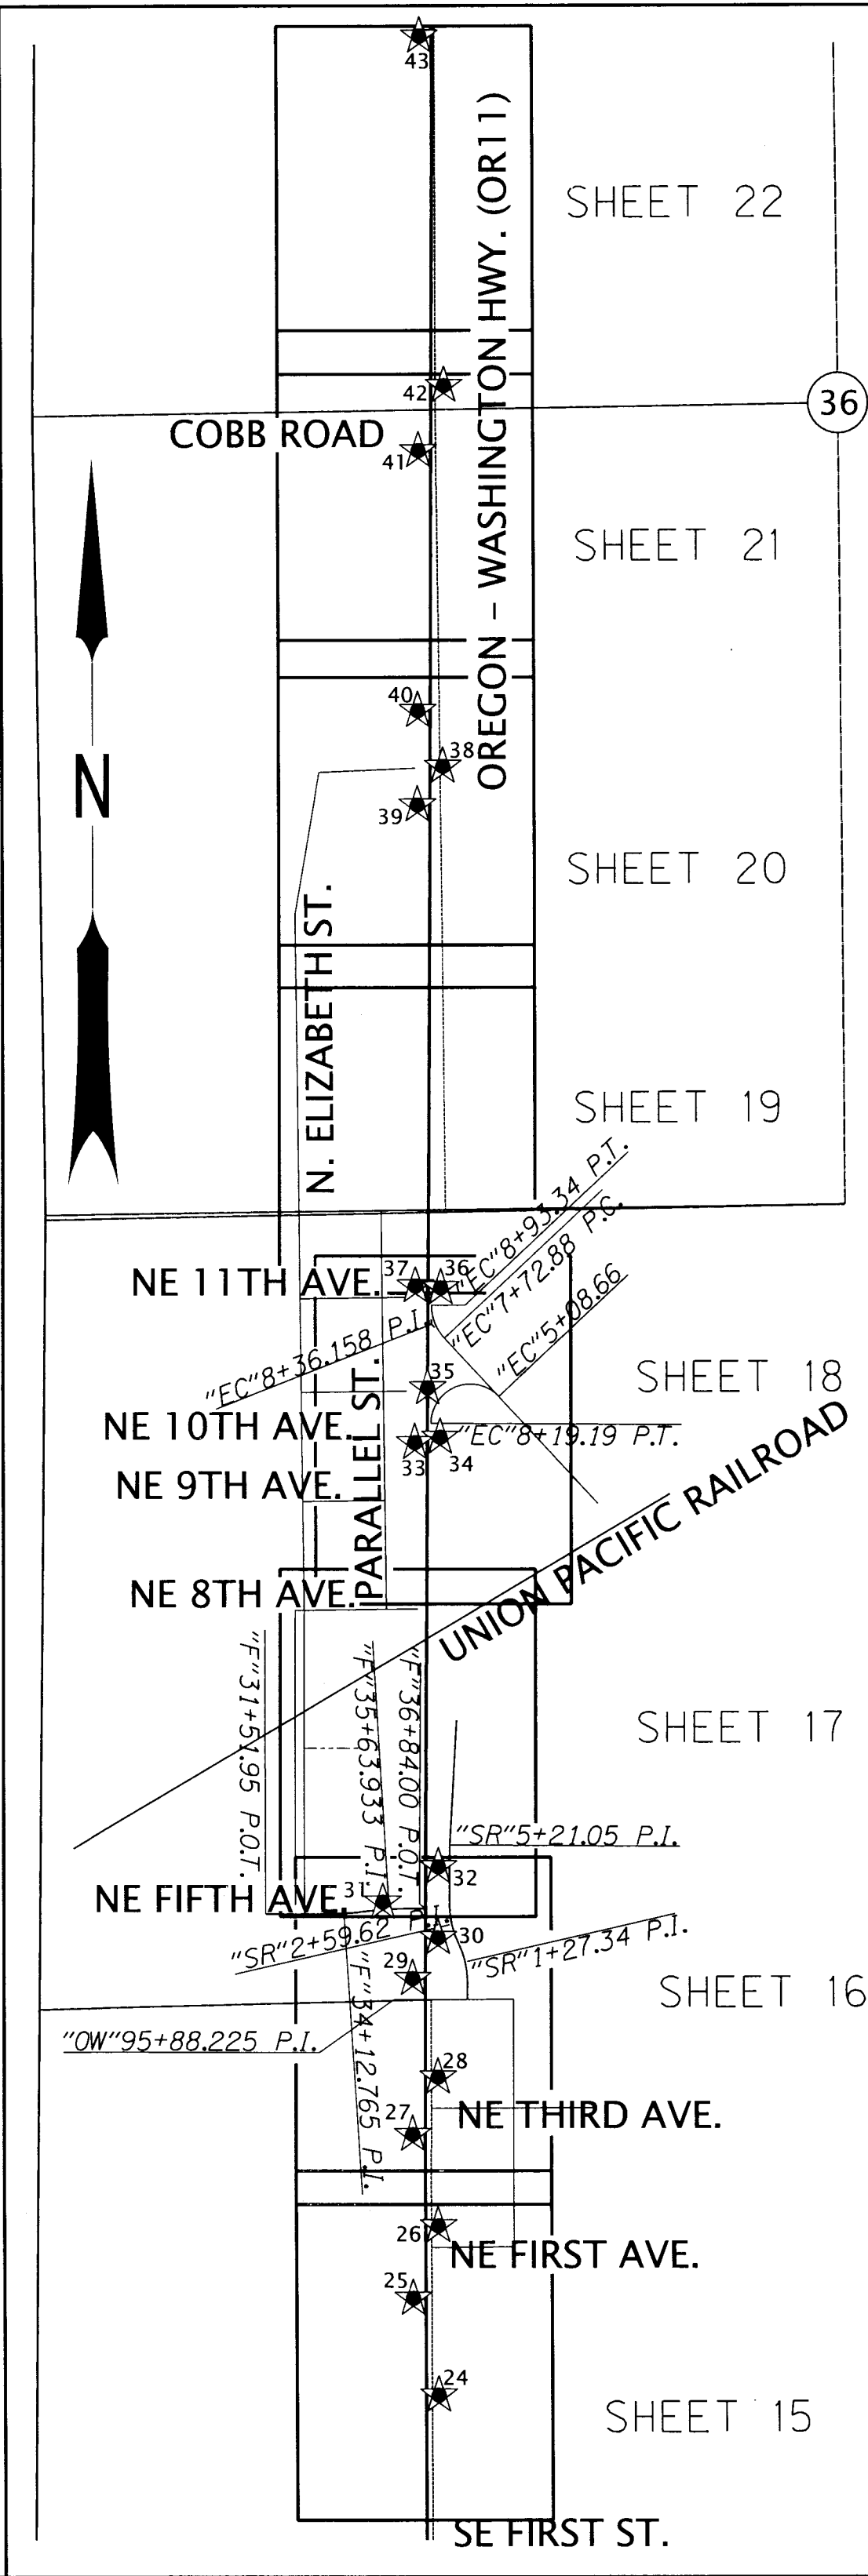 43
SHEET 22
OREGON - WASHINGTON HWY. (OR11)
42
36
COBB ROAD
41
SHEET 21
40
38
N
39
SHEET 20
N. ELIZABETH ST.
SHEET 19
"EC"8+93.34 P.T.
"EC"7+72.88 P.C.
37
36
NE 11TH AVE.
"EC"5+08.66
"EC"8+36.158 P.I.
35
SHEET 18
PARALLEL ST.
NE 10TH AVE.
"EC"8+19.19 P.T.
33
34
NE 9TH AVE.
UNION PACIFIC RAILROAD
NE 8TH AVE.
"F"31+51.95 P.O.T.
"F"35+63.933 P.I.
"F"36+84.00 P.O.T.
SHEET 17
"SR"5+21.05 P.I.
32
NE FIFTH AVE.
31
30
"SR"2+59.62 P.I.
"SR"1+27.34 P.I.
29
SHEET 16
"F"34+12.765 P.I.
"OW"95+88.225 P.I.
28
27
NE THIRD AVE.
26
NE FIRST AVE.
25
24
SHEET 15
SE FIRST ST.